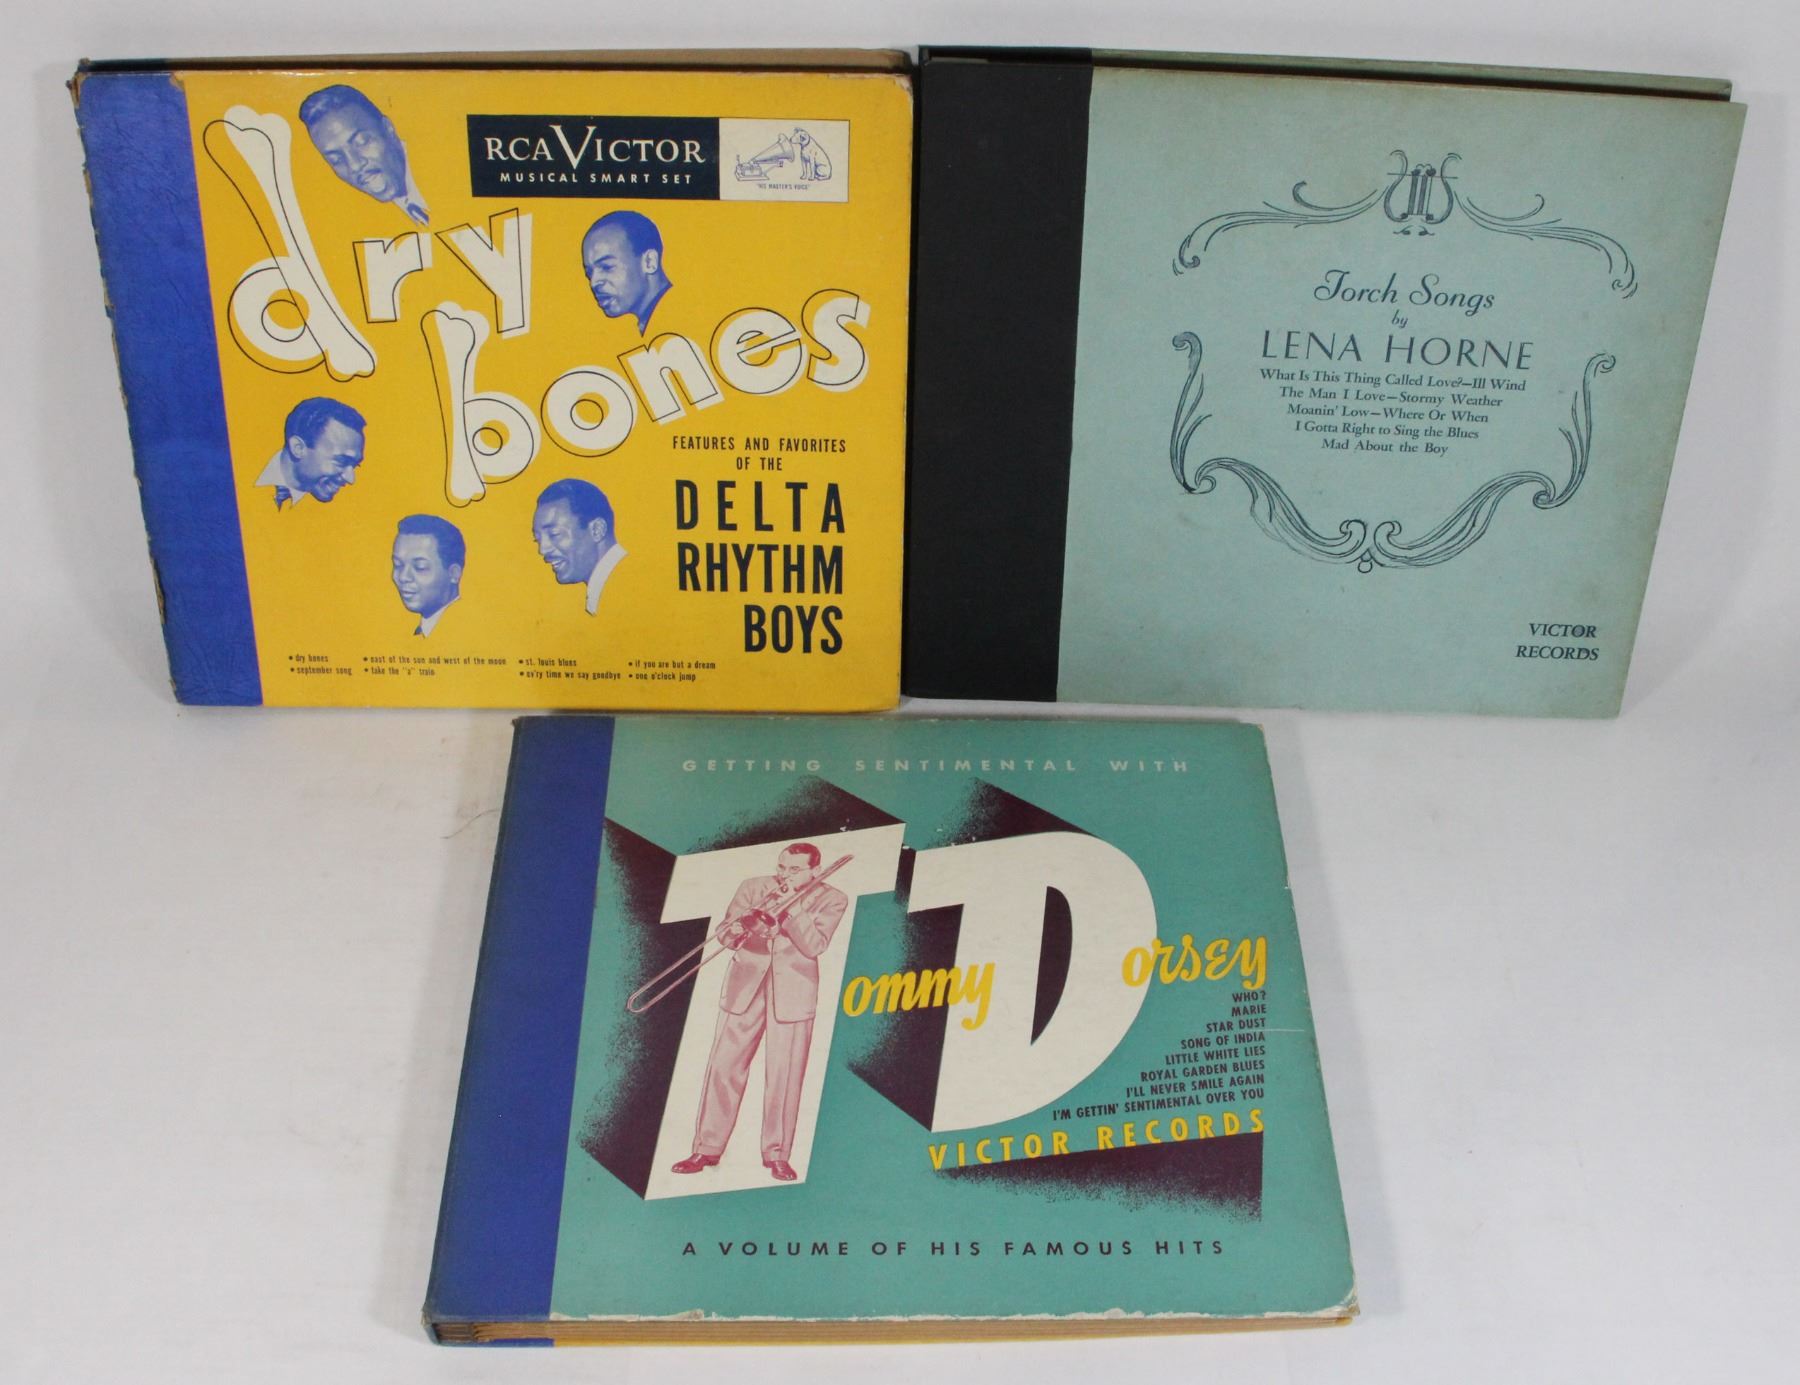 RCA VICTOR
MUSICAL SMART SET
"HIS MASTER'S VOICE"
dry
bones
FEATURES AND FAVORITES
OF THE
DELTA
RHYTHM
BOYS
• dry bones
• september song
• east of the sun and west of the moon
• take the "a" train
• st. louis blues
• ev'ry time we say goodbye
• if you are but a dream
• one o'clock jump
Torch Songs
by
LENA HORNE
What Is This Thing Called Love?—Ill Wind
The Man I Love—Stormy Weather
Moanin' Low—Where Or When
I Gotta Right to Sing the Blues
Mad About the Boy
VICTOR
RECORDS
GETTING SENTIMENTAL WITH
Tommy Dorsey
WHO?
MARIE
STAR DUST
SONG OF INDIA
LITTLE WHITE LIES
ROYAL GARDEN BLUES
I'LL NEVER SMILE AGAIN
I'M GETTIN' SENTIMENTAL OVER YOU
VICTOR RECORDS
A VOLUME OF HIS FAMOUS HITS